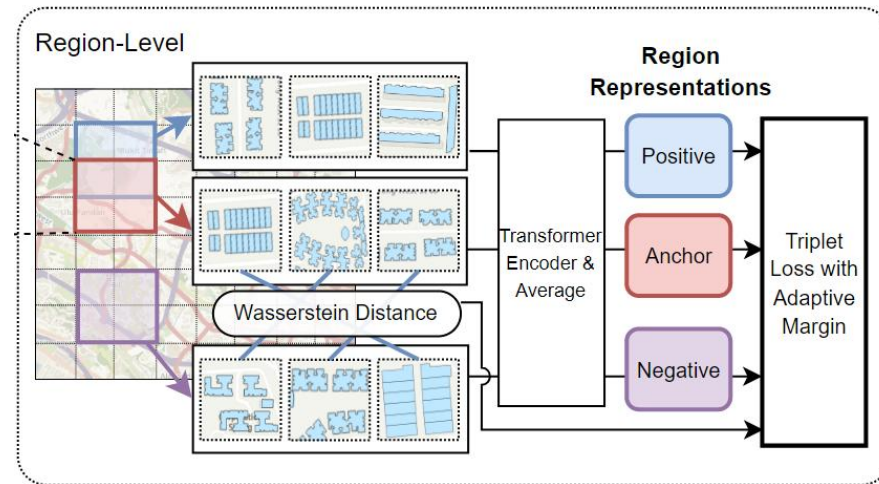 Region-Level
Region
Representations
Positive
Anchor
Negative
Transformer
Encoder &
Average
Wasserstein Distance
Triplet
Loss with
Adaptive
Margin